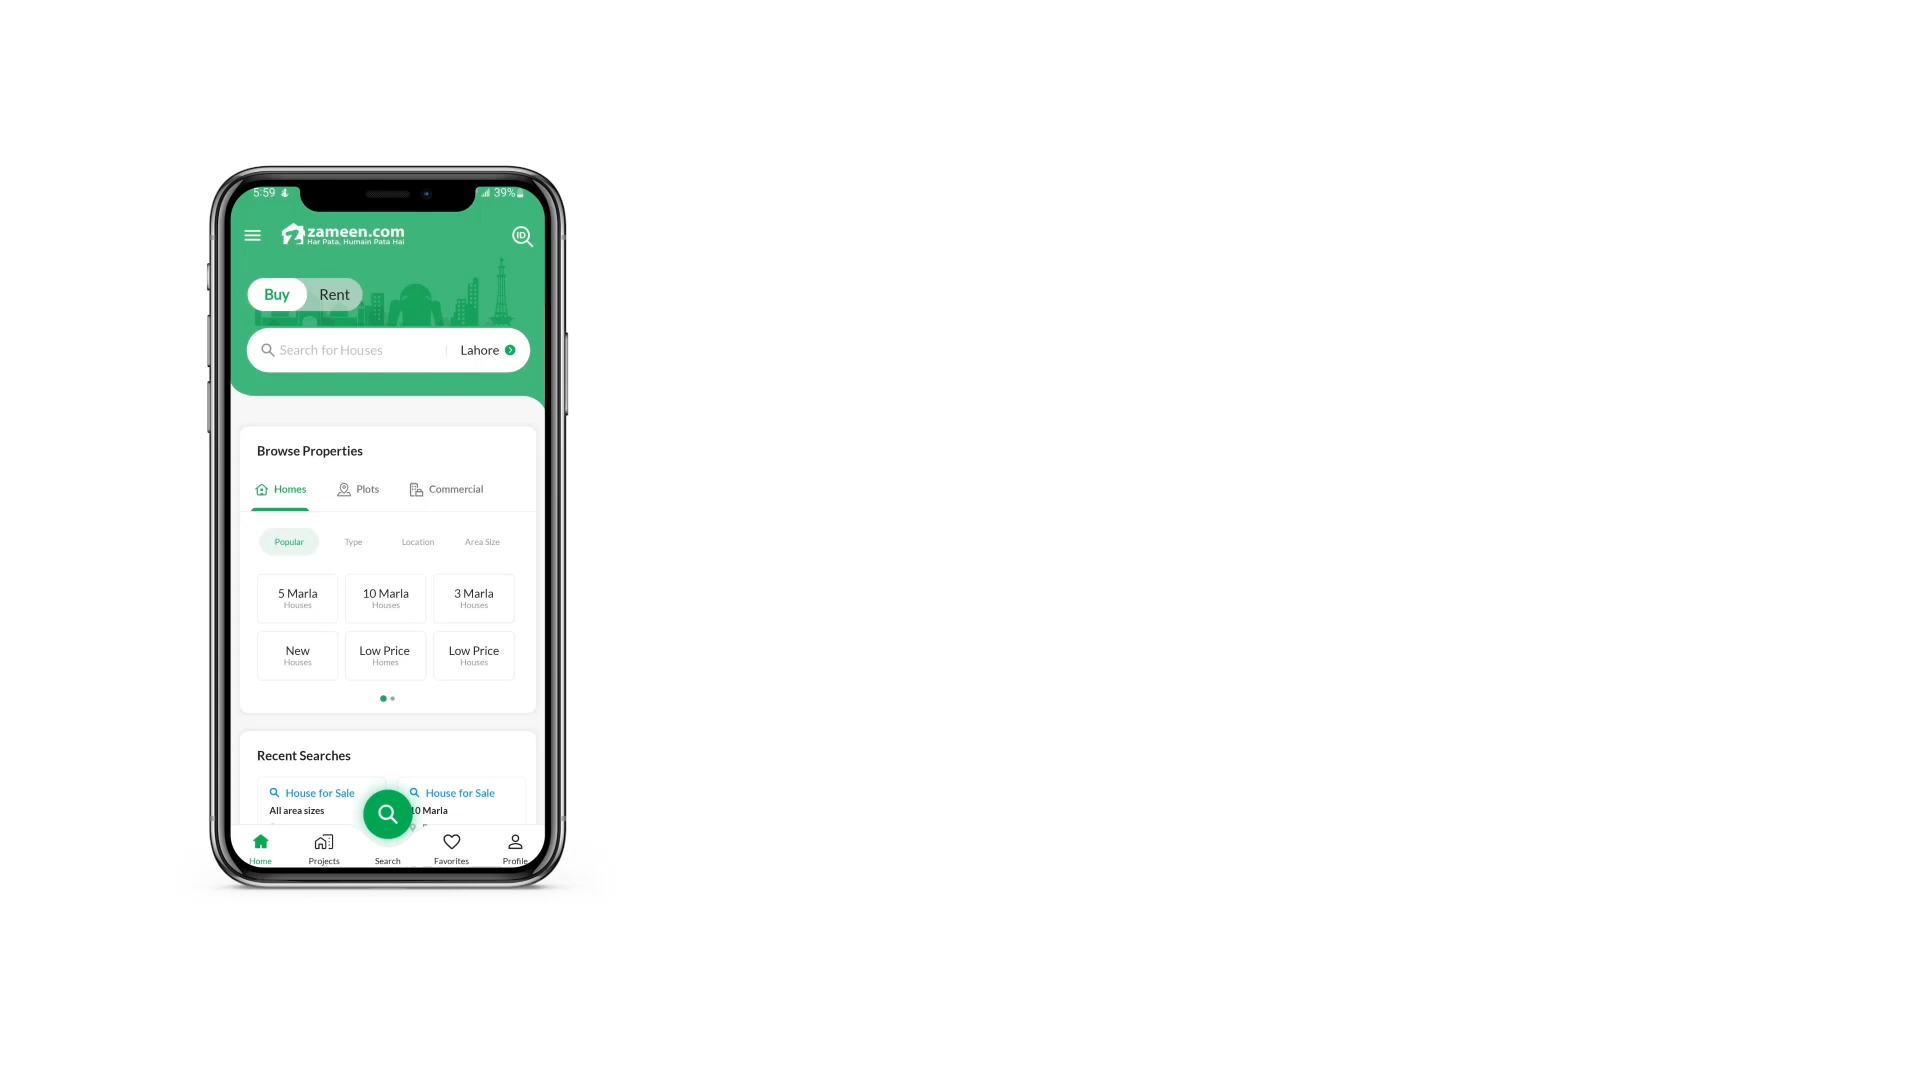 5:59 39%
zameen.com
Har Pata, Humain Pata Hai
ID
Buy Rent
Search for Houses Lahore
Browse Properties
Homes Plots Commercial
Popular Type Location Area Size
5 Marla 10 Marla 3 Marla
Houses Houses Houses
New Low Price Low Price
Houses Homes Houses
Recent Searches
House for Sale House for Sale
All area sizes 10 Marla
Home Projects Search Favorites Profile